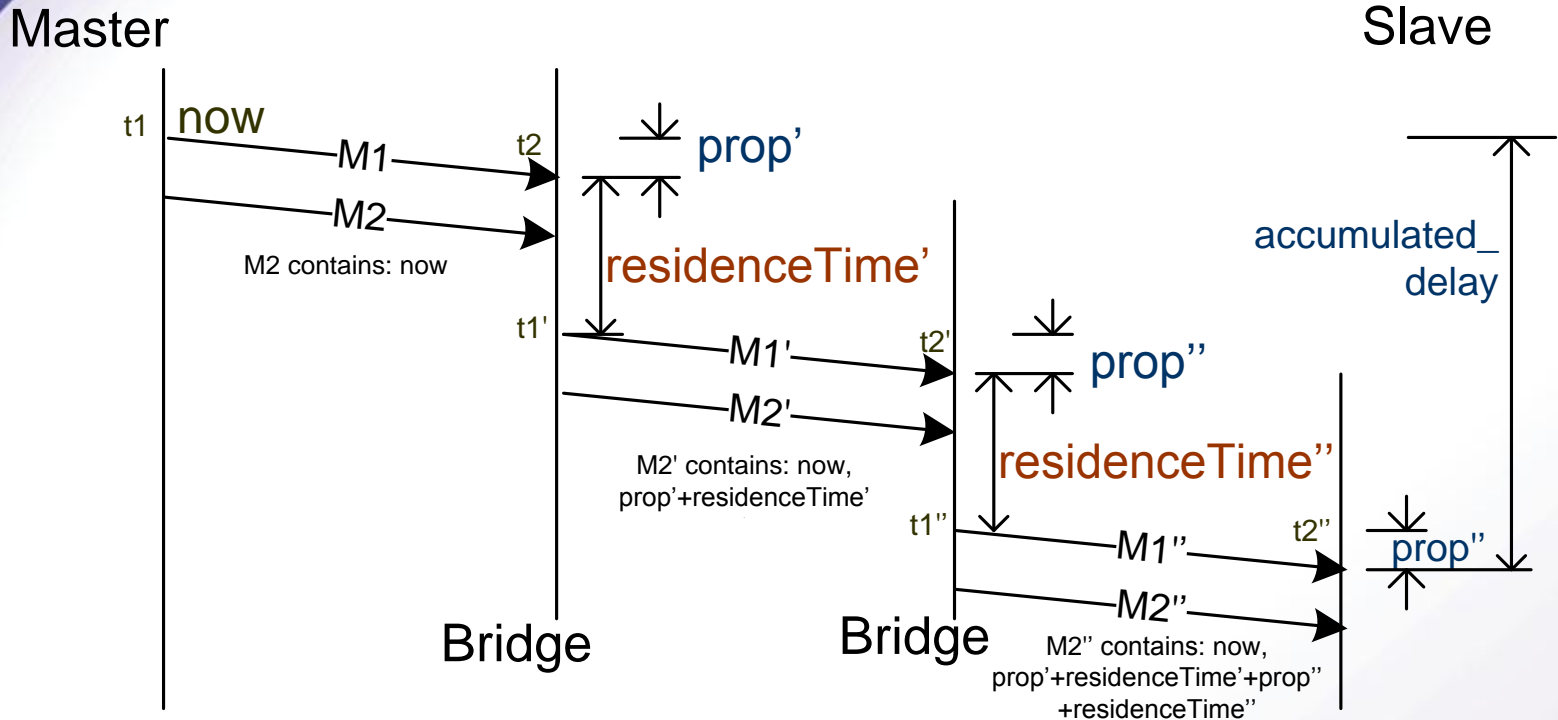 Master
Slave
t1
now
M1
t2
prop’
M2
M2 contains: now
residenceTime’
accumulated_
delay
t1'
M1'
t2'
prop’’
M2'
M2' contains: now,
prop’+residenceTime’
residenceTime’’
t1’’
M1’’
t2’’
prop’’
M2’’
Bridge
Bridge
M2’’ contains: now,
prop’+residenceTime’+prop’’
+residenceTime’’